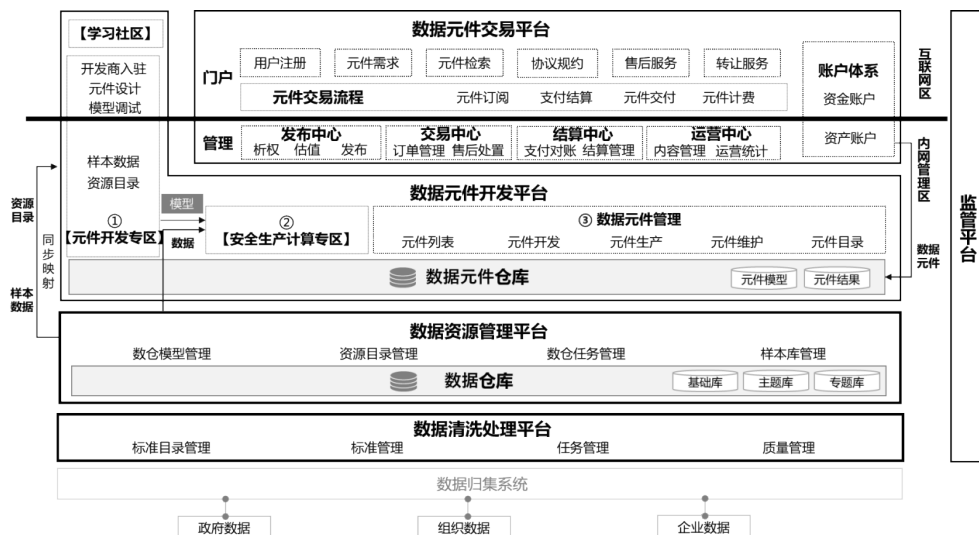 【学习社区】
开发商入驻
元件设计
模型调试
样本数据
资源目录
①
【元件开发专区】
数据元件交易平台
门户
用户注册 元件需求 元件检索 协议规约 售后服务 转让服务
元件交易流程 元件订阅 支付结算 元件交付 元件计费
账户体系
资金账户
资产账户
管理
发布中心 交易中心 结算中心 运营中心
析权 估值 发布 订单管理 售后处置 支付对账 结算管理 内容管理 运营统计
互联网区
内网管理区
监管平台
数据元件开发平台
模型
数据
②
【安全生产计算专区】
③ 数据元件管理
元件列表 元件开发 元件生产 元件维护 元件目录
数据元件仓库 元件模型 元件结果
数据
元件
资源
目录
同步映射
样本
数据
数据资源管理平台
数仓模型管理 资源目录管理 数仓任务管理 样本库管理
数据仓库 基础库 主题库 专题库
数据清洗处理平台
标准目录管理 标准管理 任务管理 质量管理
数据归集系统
政府数据 组织数据 企业数据